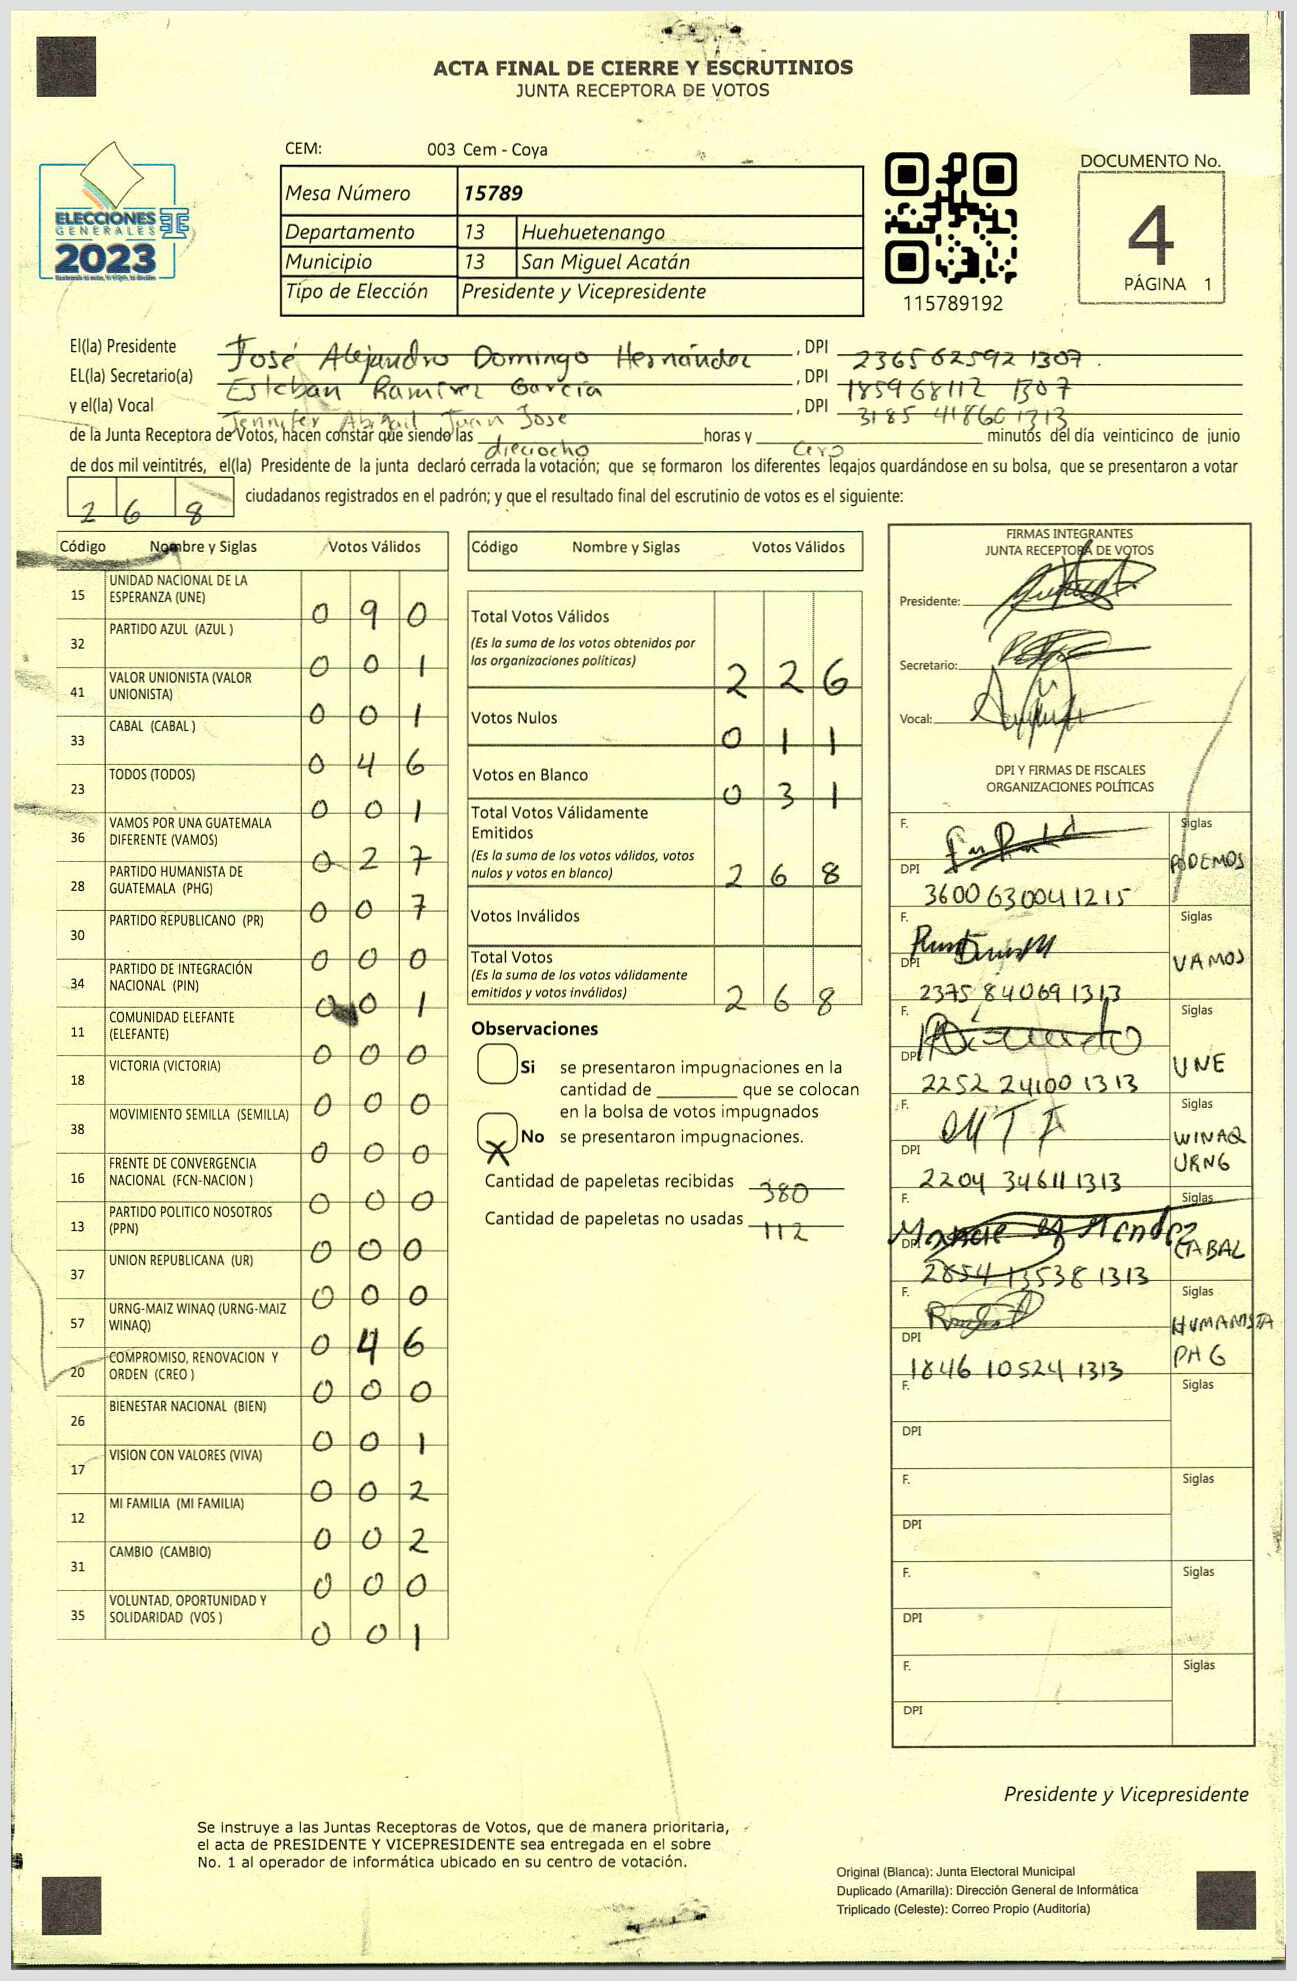 ACTA FINAL DE CIERRE Y ESCRUTINIOS
JUNTA RECEPTORA DE VOTOS
CEM: 003 Cem - Coya
ELECCIONES
GENERALES
2023
Mesa Número 15789
Departamento 13 Huehuetenango
Municipio 13 San Miguel Acatán
Tipo de Elección Presidente y Vicepresidente
115789192
DOCUMENTO No.
4
PÁGINA 1
El(la) Presidente José Alejandro Domingo Hernández , DPI 2365625921307.
EL(la) Secretario(a) Esteban Ramírez García , DPI 185968112 1307
y el(la) Vocal Jennifer Abigail Juan José , DPI 3185 41860 1313
de la Junta Receptora de Votos, hacen constar que siendo las dieciocho horas y cero minutos del día veinticinco de junio
de dos mil veintitrés, el(la) Presidente de la junta declaró cerrada la votación; que se formaron los diferentes legajos quardándose en su bolsa, que se presentaron a votar
2 6 8 ciudadanos registrados en el padrón; y que el resultado final del escrutinio de votos es el siguiente:
Código Nombre y Siglas Votos Válidos
15 UNIDAD NACIONAL DE LA ESPERANZA (UNE) 0 9 0
32 PARTIDO AZUL (AZUL ) 0 0 1
41 VALOR UNIONISTA (VALOR UNIONISTA) 0 0 1
33 CABAL (CABAL ) 0 4 6
23 TODOS (TODOS) 0 0 1
36 VAMOS POR UNA GUATEMALA DIFERENTE (VAMOS) 0 2 7
28 PARTIDO HUMANISTA DE GUATEMALA (PHG) 0 0 7
30 PARTIDO REPUBLICANO (PR) 0 0 0
34 PARTIDO DE INTEGRACIÓN NACIONAL (PIN) 0 0 1
11 COMUNIDAD ELEFANTE (ELEFANTE) 0 0 0
18 VICTORIA (VICTORIA) 0 0 0
38 MOVIMIENTO SEMILLA (SEMILLA) 0 0 0
16 FRENTE DE CONVERGENCIA NACIONAL (FCN-NACION ) 0 0 0
13 PARTIDO POLITICO NOSOTROS (PPN) 0 0 0
37 UNION REPUBLICANA (UR) 0 0 0
57 URNG-MAIZ WINAQ (URNG-MAIZ WINAQ) 0 4 6
20 COMPROMISO, RENOVACION Y ORDEN (CREO ) 0 0 0
26 BIENESTAR NACIONAL (BIEN) 0 0 1
17 VISION CON VALORES (VIVA) 0 0 2
12 MI FAMILIA (MI FAMILIA) 0 0 2
31 CAMBIO (CAMBIO) 0 0 0
35 VOLUNTAD, OPORTUNIDAD Y SOLIDARIDAD (VOS ) 0 0 1
Código Nombre y Siglas Votos Válidos
Total Votos Válidos
(Es la suma de los votos obtenidos por
las organizaciones políticas) 2 2 6
Votos Nulos 0 1 1
Votos en Blanco 0 3 1
Total Votos Válidamente
Emitidos
(Es la suma de los votos válidos, votos
nulos y votos en blanco) 2 6 8
Votos Inválidos
Total Votos
(Es la suma de los votos válidamente
emitidos y votos inválidos) 2 6 8
Observaciones
Si se presentaron impugnaciones en la
cantidad de ________ que se colocan
en la bolsa de votos impugnados
X No se presentaron impugnaciones.
Cantidad de papeletas recibidas 380
Cantidad de papeletas no usadas 112
FIRMAS INTEGRANTES
JUNTA RECEPTORA DE VOTOS
Presidente:
Secretario:
Vocal:
DPI Y FIRMAS DE FISCALES
ORGANIZACIONES POLÍTICAS
F. Siglas
DPI PODEMOS
3600 63004 1215
F. Siglas
DPI VAMOS
2375 84069 1313
F. Siglas
DPI UNE
2252 24100 1313
F. Siglas
DPI WINAQ URNG
2204 34611 1313
F. Siglas
DPI CABAL
2854 13538 1313
F. Siglas
DPI HUMANISTA PHG
1846 10524 1313
F. Siglas
DPI
F. Siglas
DPI
F. Siglas
DPI
F. Siglas
DPI
Presidente y Vicepresidente
Se instruye a las Juntas Receptoras de Votos, que de manera prioritaria,
el acta de PRESIDENTE Y VICEPRESIDENTE sea entregada en el sobre
No. 1 al operador de informática ubicado en su centro de votación.
Original (Blanca): Junta Electoral Municipal
Duplicado (Amarilla): Dirección General de Informática
Triplicado (Celeste): Correo Propio (Auditoría)